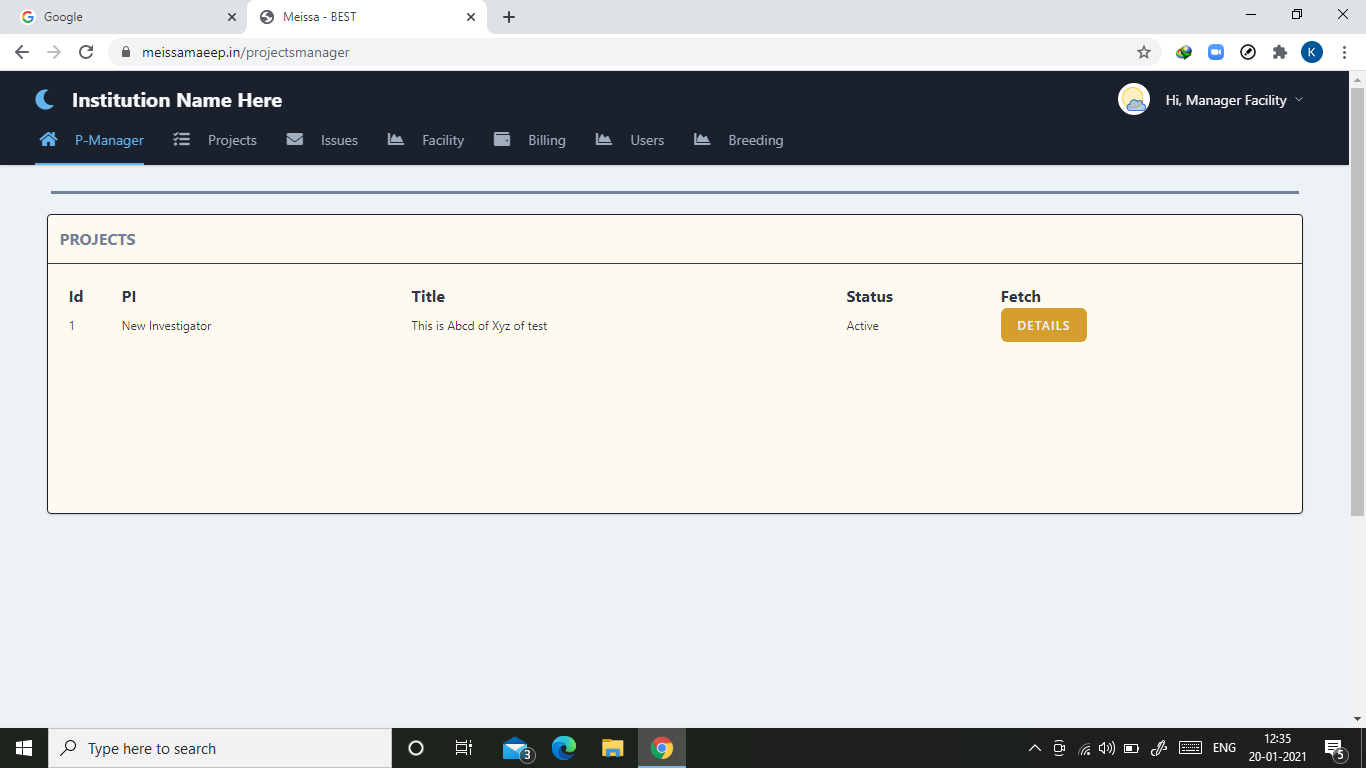 Google
Meissa - BEST
meissamaeep.in/projectsmanager
K
Institution Name Here
Hi, Manager Facility
P-Manager Projects Issues Facility Billing Users Breeding
PROJECTS
Id PI Title Status Fetch
1 New Investigator This is Abcd of Xyz of test Active DETAILS
Type here to search
3
ENG
12:35
20-01-2021
5